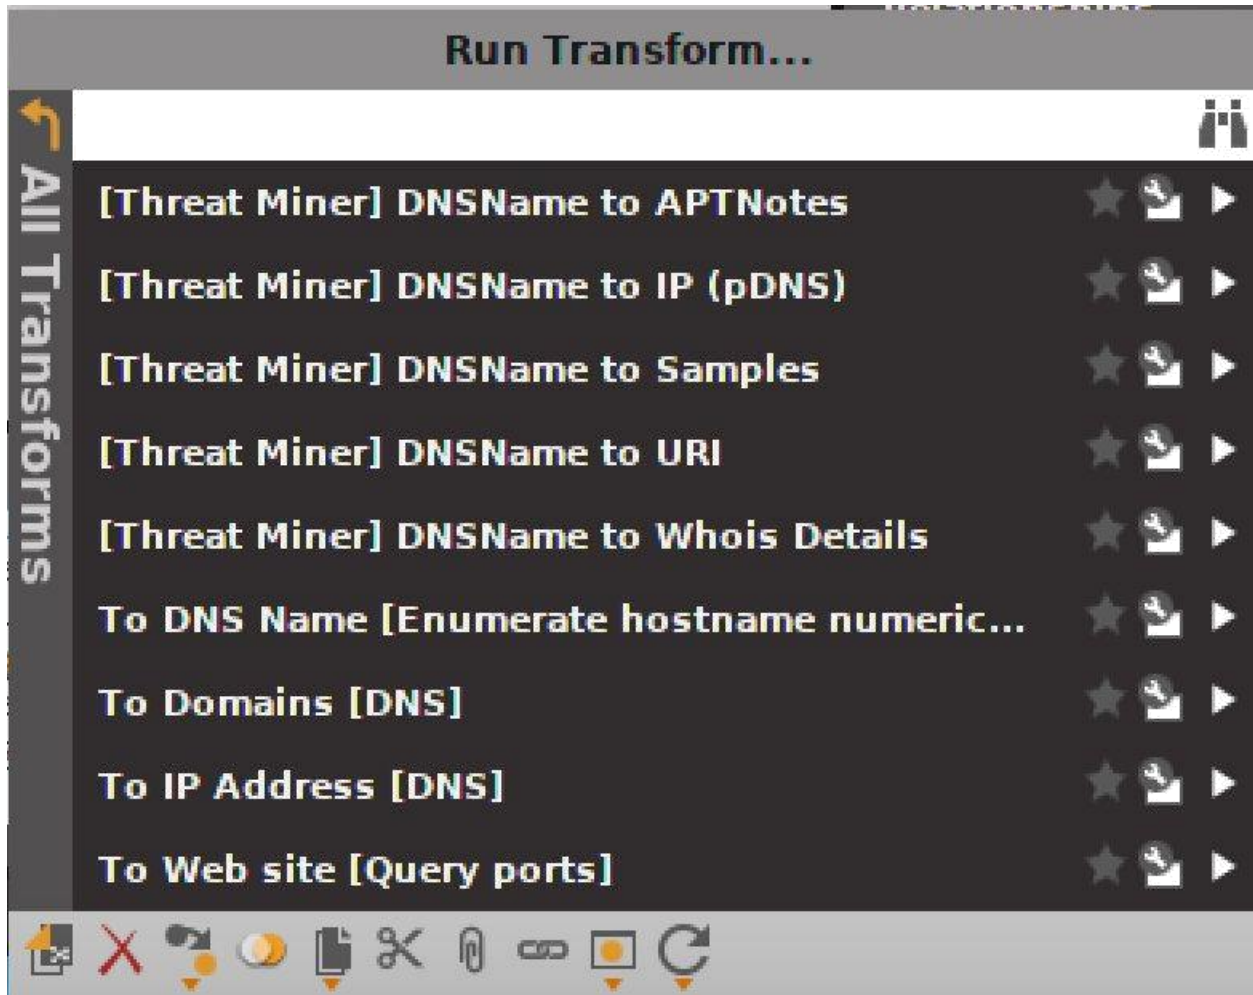 Relationships
Run Transform...
All Transforms
[Threat Miner] DNSName to APTNotes
[Threat Miner] DNSName to IP (pDNS)
[Threat Miner] DNSName to Samples
[Threat Miner] DNSName to URI
[Threat Miner] DNSName to Whois Details
To DNS Name [Enumerate hostname numeric...
To Domains [DNS]
To IP Address [DNS]
To Web site [Query ports]